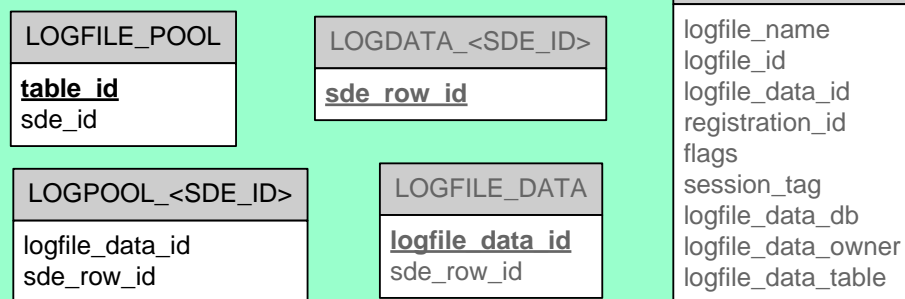 LOGFILE_POOL
table_id
sde_id
LOGDATA_<SDE_ID>
sde_row_id
LOGPOOL_<SDE_ID>
logfile_data_id
sde_row_id
LOGFILE_DATA
logfile_data_id
sde_row_id
logfile_name
logfile_id
logfile_data_id
registration_id
flags
session_tag
logfile_data_db
logfile_data_owner
logfile_data_table